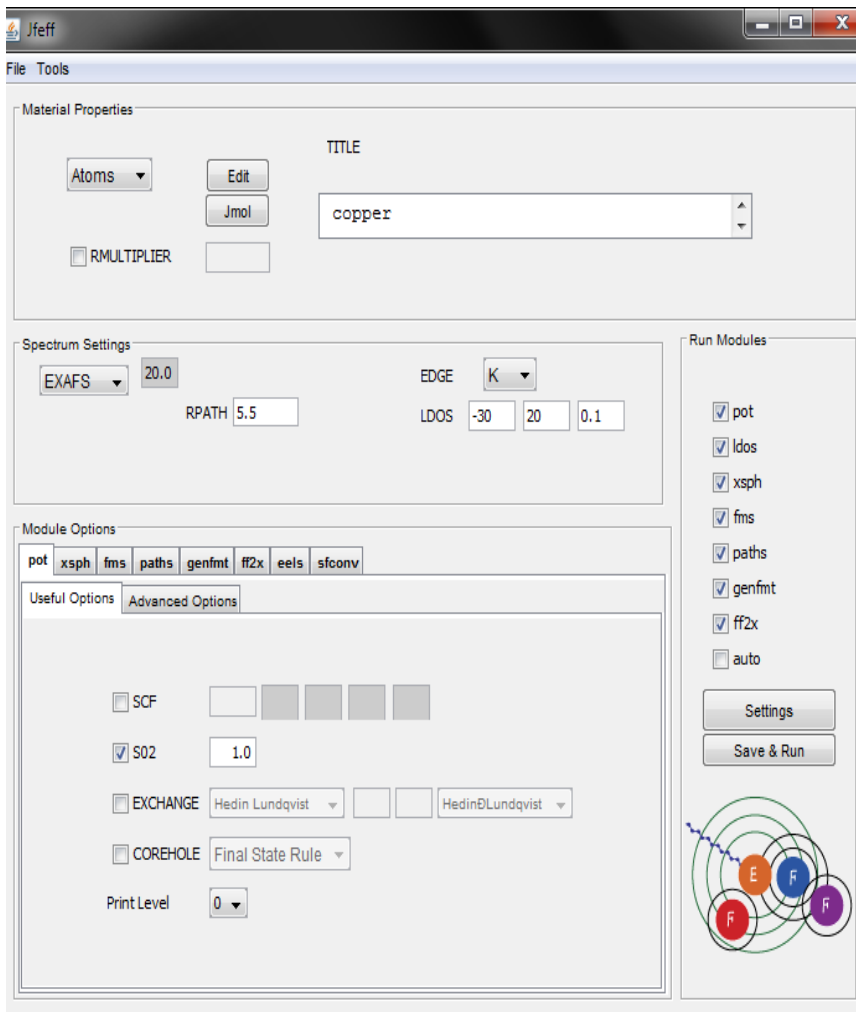 Jfeff
File Tools
Material Properties
TITLE
Atoms
Edit
Jmol
copper
RMULTIPLIER
Spectrum Settings
EXAFS 20.0
EDGE K
RPATH 5.5
LDOS -30 20 0.1
Module Options
pot xsph fms paths genfmt ff2x eels sfconv
Useful Options Advanced Options
SCF
S02 1.0
EXCHANGE Hedin Lundqvist HedinÐLundqvist
COREHOLE Final State Rule
Print Level 0
Run Modules
pot
ldos
xsph
fms
paths
genfmt
ff2x
auto
Settings
Save & Run
E F F F